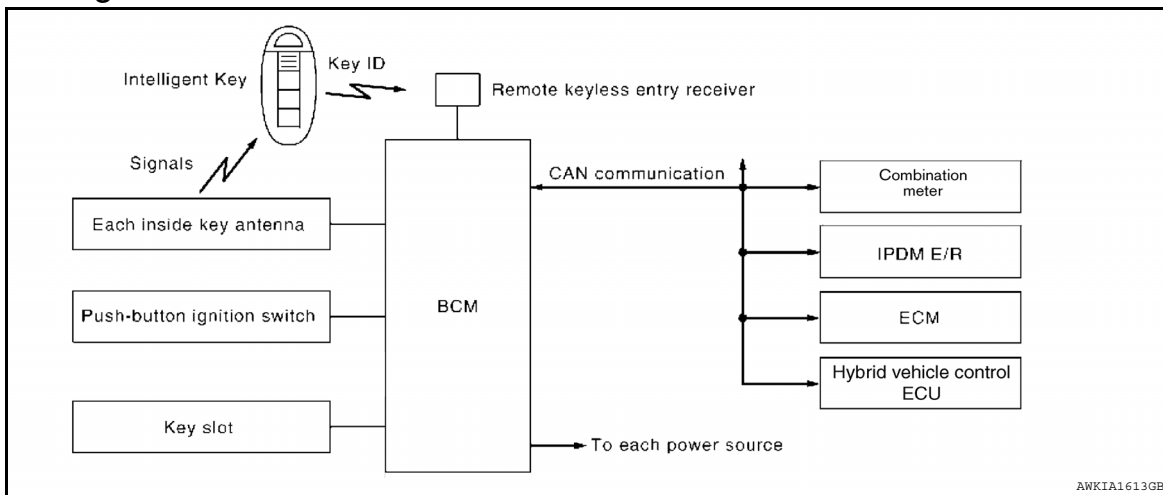 Intelligent Key
Key ID
Remote keyless entry receiver
Signals
CAN communication
Each inside key antenna
Push-button ignition switch
Key slot
BCM
Combination
meter
IPDM E/R
ECM
Hybrid vehicle control
ECU
To each power source
AWKIA1613GB